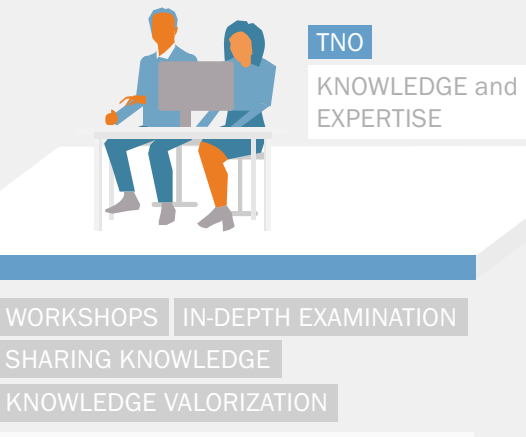 TNO
KNOWLEDGE and
EXPERTISE
WORKSHOPS IN-DEPTH EXAMINATION
SHARING KNOWLEDGE
KNOWLEDGE VALORIZATION